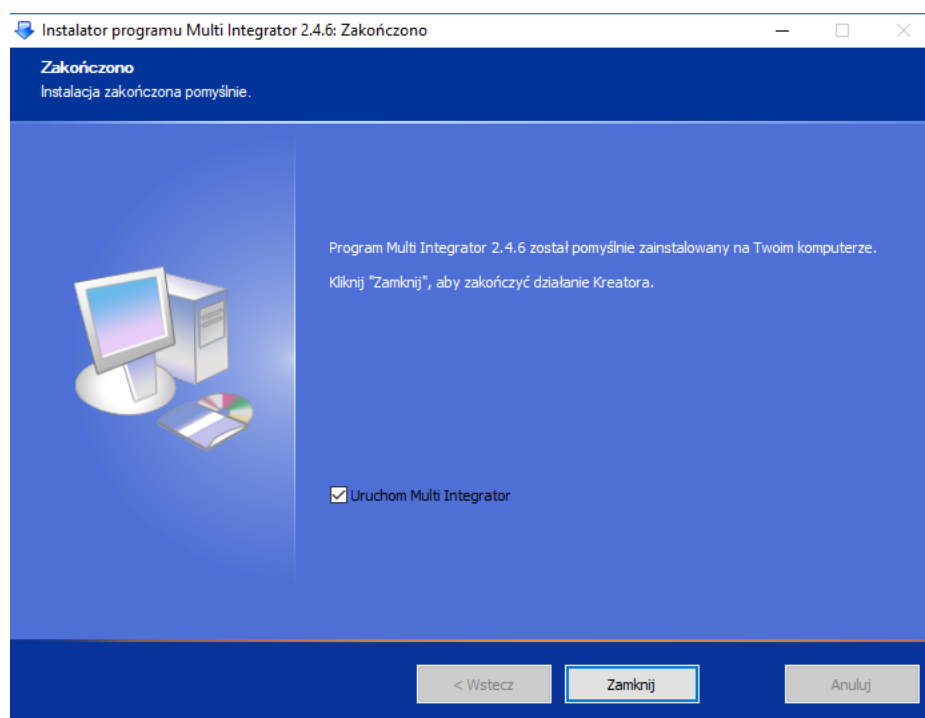 Instalator programu Multi Integrator 2.4.6: Zakończono
Zakończono
Instalacja zakończona pomyślnie.
Program Multi Integrator 2.4.6 został pomyślnie zainstalowany na Twoim komputerze.
Kliknij "Zamknij", aby zakończyć działanie Kreatora.
Uruchom Multi Integrator
< Wstecz
Zamknij
Anuluj